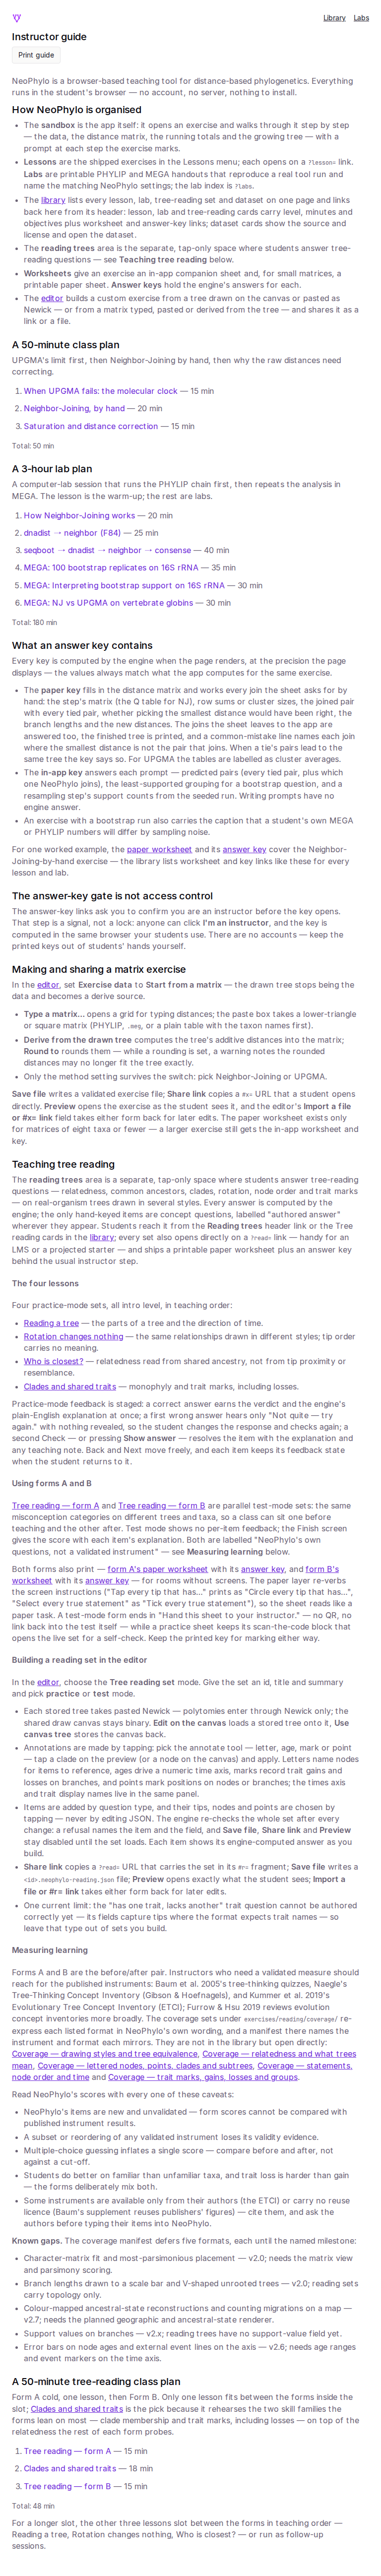 Library Labs
Instructor guide
Print guide
NeoPhylo is a browser-based teaching tool for distance-based phylogenetics. Everything
runs in the student's browser — no account, no server, nothing to install.
How NeoPhylo is organised
• The sandbox is the app itself: it opens an exercise and walks through it step by step
— the data, the distance matrix, the running totals and the growing tree — with a
prompt at each step the exercise marks.
• Lessons are the shipped exercises in the Lessons menu; each opens on a ?lesson= link.
Labs are printable PHYLIP and MEGA handouts that reproduce a real tool run and
name the matching NeoPhylo settings; the lab index is ?labs.
• The library lists every lesson, lab, tree-reading set and dataset on one page and links
back here from its header: lesson, lab and tree-reading cards carry level, minutes and
objectives plus worksheet and answer-key links; dataset cards show the source and
license and open the dataset.
• The reading trees area is the separate, tap-only space where students answer tree-
reading questions — see Teaching tree reading below.
• Worksheets give an exercise an in-app companion sheet and, for small matrices, a
printable paper sheet. Answer keys hold the engine's answers for each.
• The editor builds a custom exercise from a tree drawn on the canvas or pasted as
Newick — or from a matrix typed, pasted or derived from the tree — and shares it as a
link or a file.
A 50-minute class plan
UPGMA's limit first, then Neighbor-Joining by hand, then why the raw distances need
correcting.
1. When UPGMA fails: the molecular clock — 15 min
2. Neighbor-Joining, by hand — 20 min
3. Saturation and distance correction — 15 min
Total: 50 min
A 3-hour lab plan
A computer-lab session that runs the PHYLIP chain first, then repeats the analysis in
MEGA. The lesson is the warm-up; the rest are labs.
1. How Neighbor-Joining works — 20 min
2. dnadist → neighbor (F84) — 25 min
3. seqboot → dnadist → neighbor → consense — 40 min
4. MEGA: 100 bootstrap replicates on 16S rRNA — 35 min
5. MEGA: Interpreting bootstrap support on 16S rRNA — 30 min
6. MEGA: NJ vs UPGMA on vertebrate globins — 30 min
Total: 180 min
What an answer key contains
Every key is computed by the engine when the page renders, at the precision the page
displays — the values always match what the app computes for the same exercise.
• The paper key fills in the distance matrix and works every join the sheet asks for by
hand: the step's matrix (the Q table for NJ), row sums or cluster sizes, the joined pair
with every tied pair, whether picking the smallest distance would have been right, the
branch lengths and the new distances. The joins the sheet leaves to the app are
answered too, the finished tree is printed, and a common-mistake line names each join
where the smallest distance is not the pair that joins. When a tie's pairs lead to the
same tree the key says so. For UPGMA the tables are labelled as cluster averages.
• The in-app key answers each prompt — predicted pairs (every tied pair, plus which
one NeoPhylo joins), the least-supported grouping for a bootstrap question, and a
resampling step's support counts from the seeded run. Writing prompts have no
engine answer.
• An exercise with a bootstrap run also carries the caption that a student's own MEGA
or PHYLIP numbers will differ by sampling noise.
For one worked example, the paper worksheet and its answer key cover the Neighbor-
Joining-by-hand exercise — the library lists worksheet and key links like these for every
lesson and lab.
The answer-key gate is not access control
The answer-key links ask you to confirm you are an instructor before the key opens.
That step is a signal, not a lock: anyone can click I'm an instructor, and the key is
computed in the same browser your students use. There are no accounts — keep the
printed keys out of students' hands yourself.
Making and sharing a matrix exercise
In the editor, set Exercise data to Start from a matrix — the drawn tree stops being the
data and becomes a derive source.
• Type a matrix… opens a grid for typing distances; the paste box takes a lower-triangle
or square matrix (PHYLIP, .meg, or a plain table with the taxon names first).
• Derive from the drawn tree computes the tree's additive distances into the matrix;
Round to rounds them — while a rounding is set, a warning notes the rounded
distances may no longer fit the tree exactly.
• Only the method setting survives the switch: pick Neighbor-Joining or UPGMA.
Save file writes a validated exercise file; Share link copies a #x= URL that a student opens
directly. Preview opens the exercise as the student sees it, and the editor's Import a file
or #x= link field takes either form back for later edits. The paper worksheet exists only
for matrices of eight taxa or fewer — a larger exercise still gets the in-app worksheet and
key.
Teaching tree reading
The reading trees area is a separate, tap-only space where students answer tree-reading
questions — relatedness, common ancestors, clades, rotation, node order and trait marks
— on real-organism trees drawn in several styles. Every answer is computed by the
engine; the only hand-keyed items are concept questions, labelled "authored answer"
wherever they appear. Students reach it from the Reading trees header link or the Tree
reading cards in the library; every set also opens directly on a ?read= link — handy for an
LMS or a projected starter — and ships a printable paper worksheet plus an answer key
behind the usual instructor step.
The four lessons
Four practice-mode sets, all intro level, in teaching order:
• Reading a tree — the parts of a tree and the direction of time.
• Rotation changes nothing — the same relationships drawn in different styles; tip order
carries no meaning.
• Who is closest? — relatedness read from shared ancestry, not from tip proximity or
resemblance.
• Clades and shared traits — monophyly and trait marks, including losses.
Practice-mode feedback is staged: a correct answer earns the verdict and the engine's
plain-English explanation at once; a first wrong answer hears only "Not quite — try
again." with nothing revealed, so the student changes the response and checks again; a
second Check — or pressing Show answer — resolves the item with the explanation and
any teaching note. Back and Next move freely, and each item keeps its feedback state
when the student returns to it.
Using forms A and B
Tree reading — form A and Tree reading — form B are parallel test-mode sets: the same
misconception categories on different trees and taxa, so a class can sit one before
teaching and the other after. Test mode shows no per-item feedback; the Finish screen
gives the score with each item's explanation. Both are labelled "NeoPhylo's own
questions, not a validated instrument" — see Measuring learning below.
Both forms also print — form A's paper worksheet with its answer key, and form B's
worksheet with its answer key — for rooms without screens. The paper layer re-verbs
the screen instructions ("Tap every tip that has…" prints as "Circle every tip that has…",
"Select every true statement" as "Tick every true statement"), so the sheet reads like a
paper task. A test-mode form ends in "Hand this sheet to your instructor." — no QR, no
link back into the test itself — while a practice sheet keeps its scan-the-code block that
opens the live set for a self-check. Keep the printed key for marking either way.
Building a reading set in the editor
In the editor, choose the Tree reading set mode. Give the set an id, title and summary
and pick practice or test mode.
• Each stored tree takes pasted Newick — polytomies enter through Newick only; the
shared draw canvas stays binary. Edit on the canvas loads a stored tree onto it, Use
canvas tree stores the canvas back.
• Annotations are made by tapping: pick the annotate tool — letter, age, mark or point
— tap a clade on the preview (or a node on the canvas) and apply. Letters name nodes
for items to reference, ages drive a numeric time axis, marks record trait gains and
losses on branches, and points mark positions on nodes or branches; the times axis
and trait display names live in the same panel.
• Items are added by question type, and their tips, nodes and points are chosen by
tapping — never by editing JSON. The engine re-checks the whole set after every
change: a refusal names the item and the field, and Save file, Share link and Preview
stay disabled until the set loads. Each item shows its engine-computed answer as you
build.
• Share link copies a ?read= URL that carries the set in its #r= fragment; Save file writes a
<id>.neophylo-reading.json file; Preview opens exactly what the student sees; Import a
file or #r= link takes either form back for later edits.
• One current limit: the "has one trait, lacks another" trait question cannot be authored
correctly yet — its fields capture tips where the format expects trait names — so
leave that type out of sets you build.
Measuring learning
Forms A and B are the before/after pair. Instructors who need a validated measure should
reach for the published instruments: Baum et al. 2005's tree-thinking quizzes, Naegle's
Tree-Thinking Concept Inventory (Gibson & Hoefnagels), and Kummer et al. 2019's
Evolutionary Tree Concept Inventory (ETCI); Furrow & Hsu 2019 reviews evolution
concept inventories more broadly. The coverage sets under exercises/reading/coverage/ re-
express each listed format in NeoPhylo's own wording, and a manifest there names the
instrument and format each mirrors. They are not in the library but open directly:
Coverage — drawing styles and tree equivalence, Coverage — relatedness and what trees
mean, Coverage — lettered nodes, points, clades and subtrees, Coverage — statements,
node order and time and Coverage — trait marks, gains, losses and groups.
Read NeoPhylo's scores with every one of these caveats:
• NeoPhylo's items are new and unvalidated — form scores cannot be compared with
published instrument results.
• A subset or reordering of any validated instrument loses its validity evidence.
• Multiple-choice guessing inflates a single score — compare before and after, not
against a cut-off.
• Students do better on familiar than unfamiliar taxa, and trait loss is harder than gain
— the forms deliberately mix both.
• Some instruments are available only from their authors (the ETCI) or carry no reuse
licence (Baum's supplement reuses publishers' figures) — cite them, and ask the
authors before typing their items into NeoPhylo.
Known gaps. The coverage manifest defers five formats, each until the named milestone:
• Character-matrix fit and most-parsimonious placement — v2.0; needs the matrix view
and parsimony scoring.
• Branch lengths drawn to a scale bar and V-shaped unrooted trees — v2.0; reading sets
carry topology only.
• Colour-mapped ancestral-state reconstructions and counting migrations on a map —
v2.7; needs the planned geographic and ancestral-state renderer.
• Support values on branches — v2.x; reading trees have no support-value field yet.
• Error bars on node ages and external event lines on the axis — v2.6; needs age ranges
and event markers on the time axis.
A 50-minute tree-reading class plan
Form A cold, one lesson, then Form B. Only one lesson fits between the forms inside the
slot; Clades and shared traits is the pick because it rehearses the two skill families the
forms lean on most — clade membership and trait marks, including losses — on top of the
relatedness the rest of each form probes.
1. Tree reading — form A — 15 min
2. Clades and shared traits — 18 min
3. Tree reading — form B — 15 min
Total: 48 min
For a longer slot, the other three lessons slot between the forms in teaching order —
Reading a tree, Rotation changes nothing, Who is closest? — or run as follow-up
sessions.